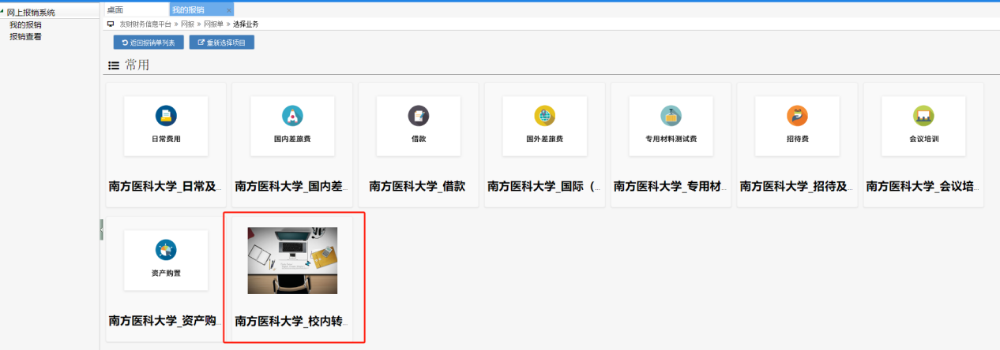 网上报销系统
我的报销
报销查看
桌面
我的报销
友财财务信息平台 » 网报 » 网报单 » 选择业务
返回报销单列表
重新选择项目
常用
日常费用
国内差旅费
借款
国外差旅费
专用材料测试费
招待费
会议培训
南方医科大学_日常及...
南方医科大学_国内差...
南方医科大学_借款
南方医科大学_国际（...
南方医科大学_专用材...
南方医科大学_招待及...
南方医科大学_会议培...
资产购置
南方医科大学_资产购...
南方医科大学_校内转...